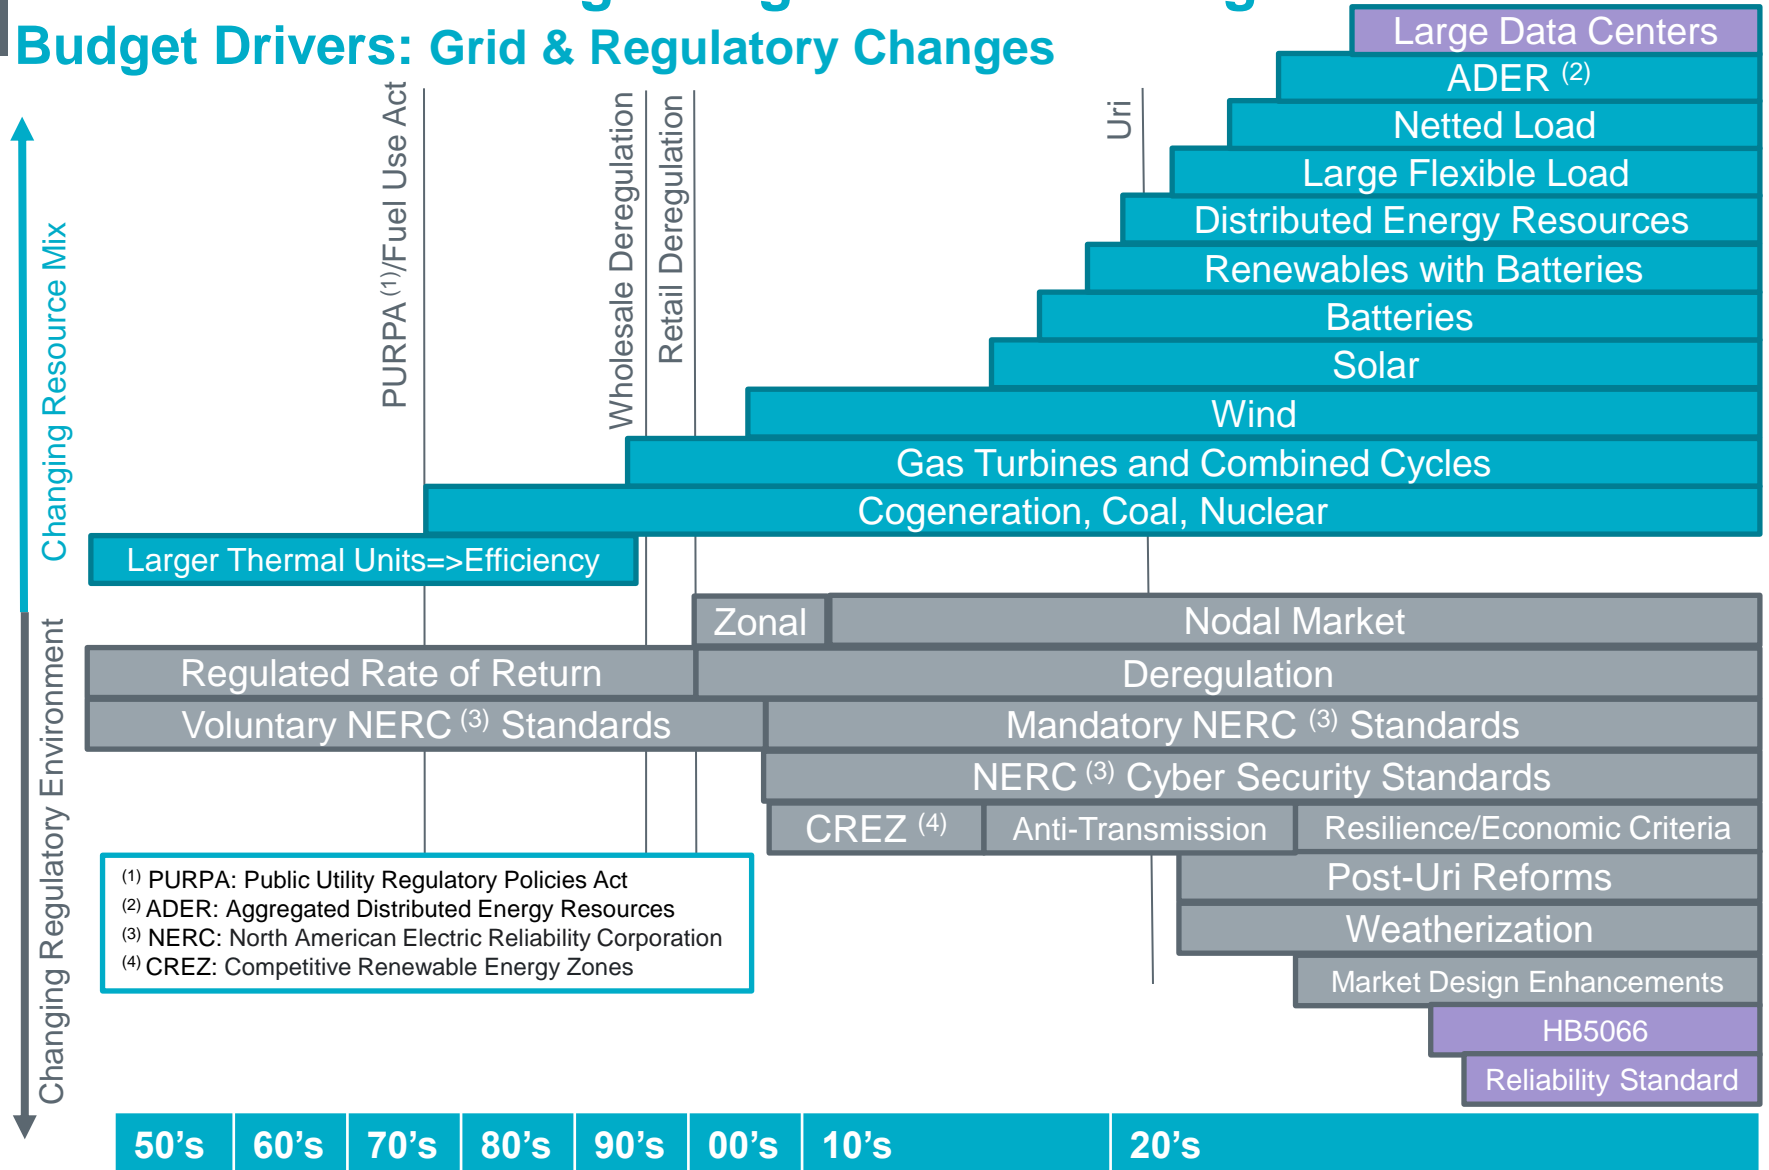 Budget Drivers: Grid & Regulatory Changes
Large Data Centers
ADER (2)
Netted Load
Large Flexible Load
Distributed Energy Resources
Renewables with Batteries
Batteries
Solar
Wind
Gas Turbines and Combined Cycles
Cogeneration, Coal, Nuclear
Larger Thermal Units=>Efficiency
PURPA (1)/Fuel Use Act
Wholesale Deregulation
Retail Deregulation
Uri
Changing Resource Mix
Changing Regulatory Environment
Zonal
Nodal Market
Regulated Rate of Return
Deregulation
Voluntary NERC (3) Standards
Mandatory NERC (3) Standards
NERC (3) Cyber Security Standards
CREZ (4)
Anti-Transmission
Resilience/Economic Criteria
Post-Uri Reforms
Weatherization
Market Design Enhancements
HB5066
Reliability Standard
(1) PURPA: Public Utility Regulatory Policies Act
(2) ADER: Aggregated Distributed Energy Resources
(3) NERC: North American Electric Reliability Corporation
(4) CREZ: Competitive Renewable Energy Zones
50's 60's 70's 80's 90's 00's 10's 20's